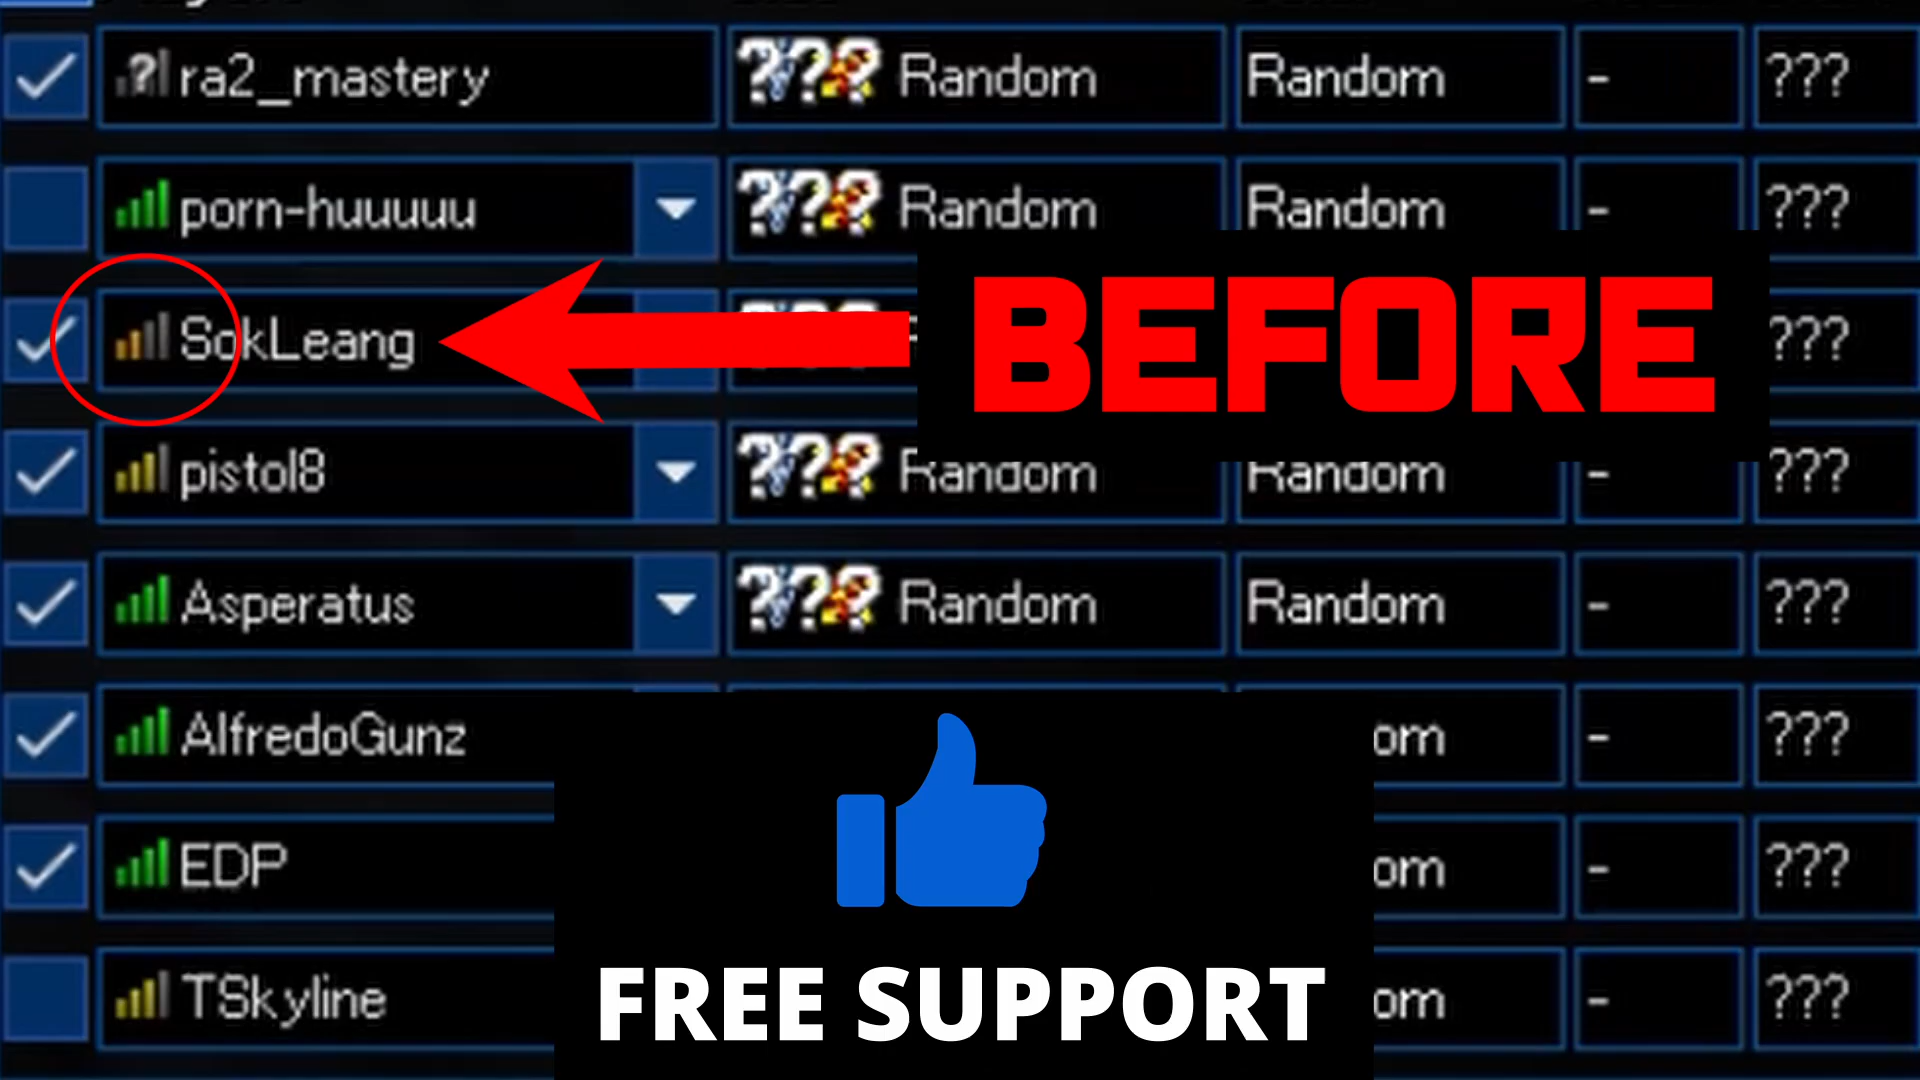 ra2_mastery Random Random - ???
porn-huuuuu Random Random - ???
SokLeang ???
BEFORE
pistol8 Random Random - ???
Asperatus Random Random - ???
AlfredoGunz om - ???
EDP om - ???
TSkyline om - ???
FREE SUPPORT